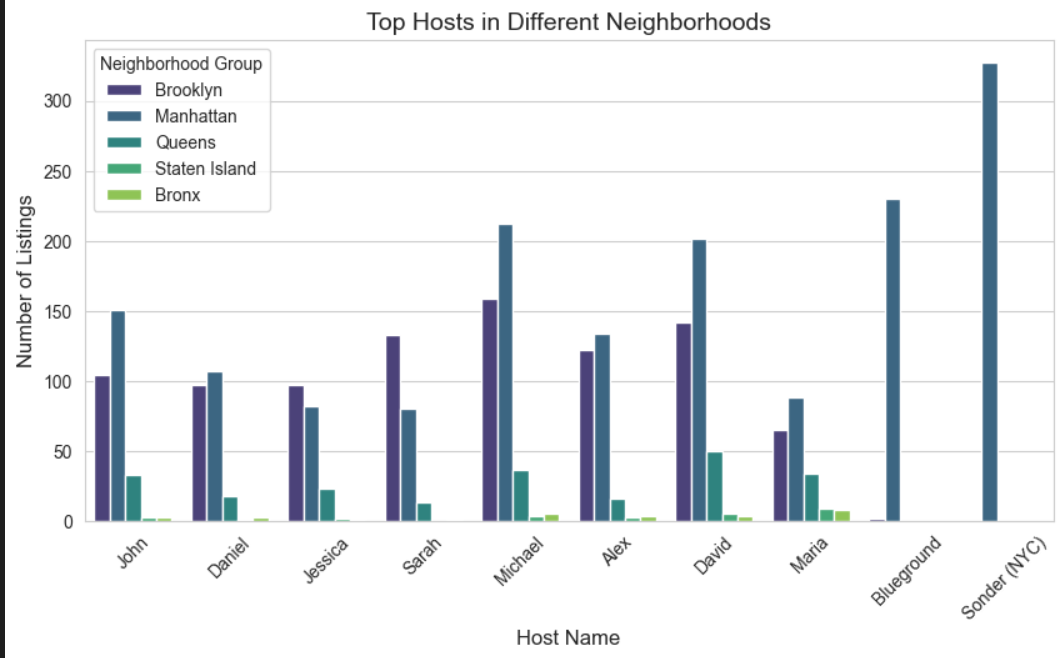 Top Hosts in Different Neighborhoods
Neighborhood Group
Brooklyn
Manhattan
Queens
Staten Island
Bronx
Number of Listings
300
250
200
150
100
50
0
John
Daniel
Jessica
Sarah
Michael
Alex
David
Maria
Blueground
Sonder (NYC)
Host Name